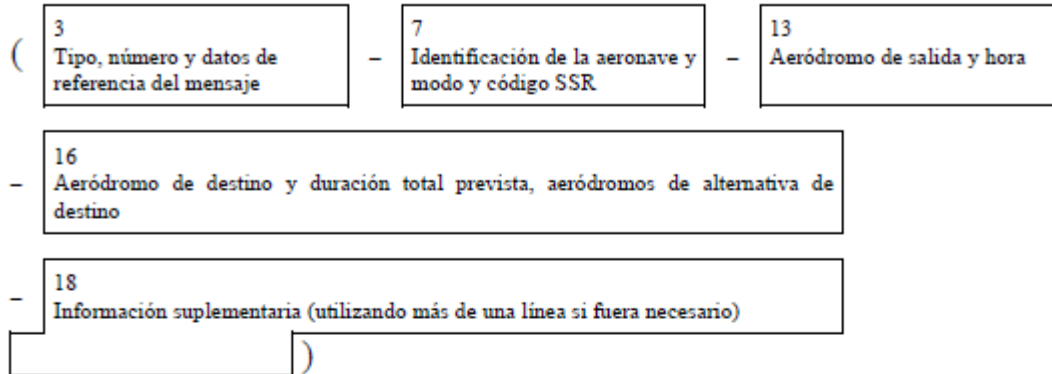 3
7
13
( Tipo, número y datos de – Identificación de la aeronave y – Aeródromo de salida y hora
referencia del mensaje modo y código SSR
16
– Aeródromo de destino y duración total prevista, aeródromos de alternativa de
destino
18
– Información suplementaria (utilizando más de una línea si fuera necesario)
)